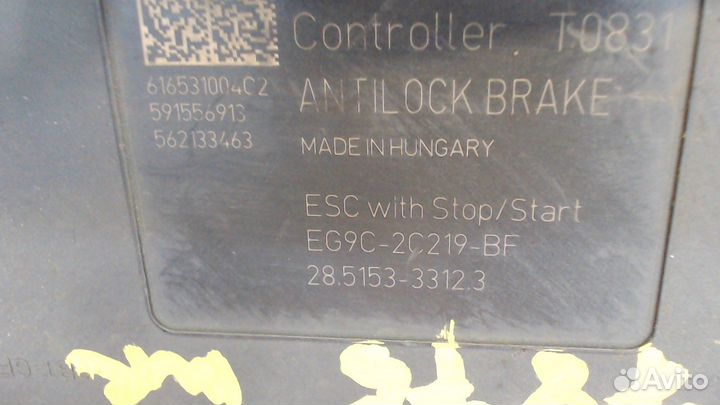 Controller, T0831
616531004C2
591556913
562133463
ANTILOCK BRAKE
MADE IN HUNGARY
ESC with Stop/Start
EG9C-2C219-BF
28.5153-3312.3
Avito